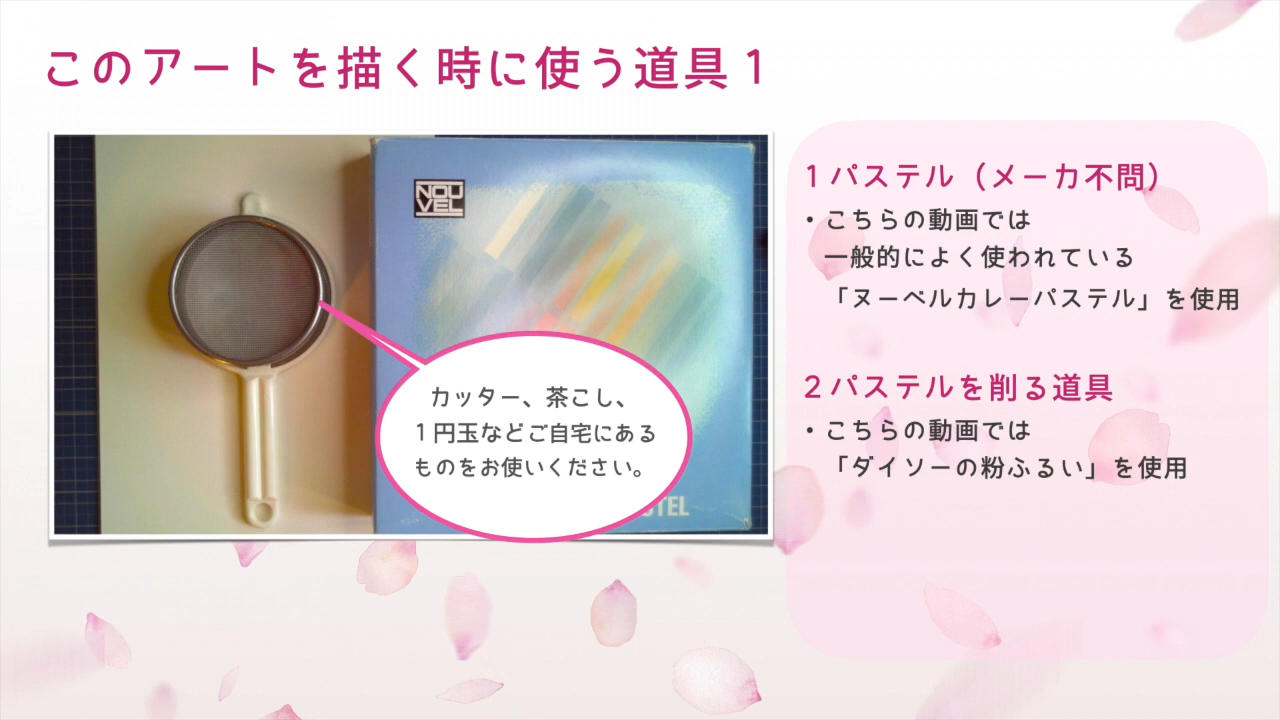 このアートを描く時に使う道具１
NOU
VEL
カッター、茶こし、
１円玉などご自宅にある
ものをお使いください。
１パステル（メーカ不問）
・こちらの動画では
一般的によく使われている
「ヌーベルカレーパステル」を使用
２パステルを削る道具
・こちらの動画では
「ダイソーの粉ふるい」を使用